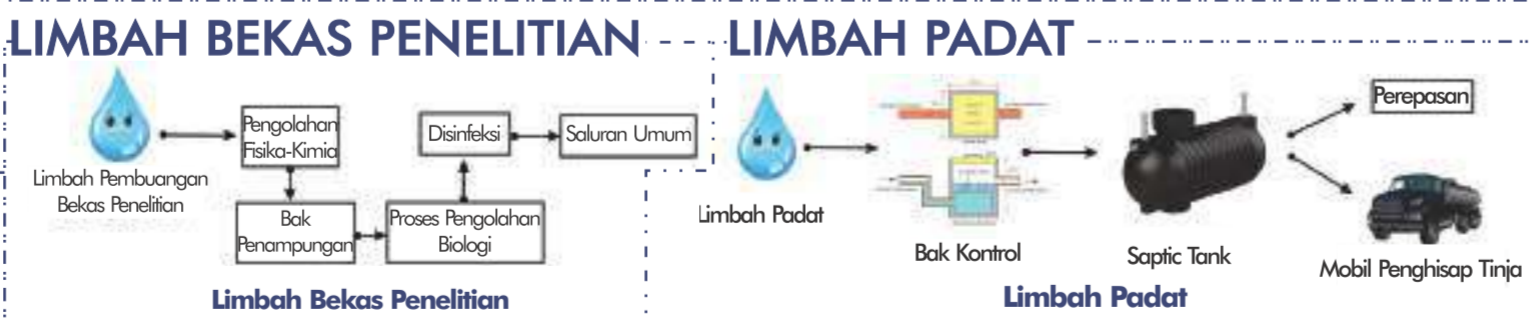 LIMBAH BEKAS PENELITIAN
Limbah Pembuangan
Bekas Penelitian
Pengolahan
Fisika-Kimia
Bak
Penampungan
Proses Pengolahan
Biologi
Disinfeksi
Saluran Umum
Limbah Bekas Penelitian
LIMBAH PADAT
Limbah Padat
Bak Kontrol
Saptic Tank
Perepasan
Mobil Penghisap Tinja
Limbah Padat